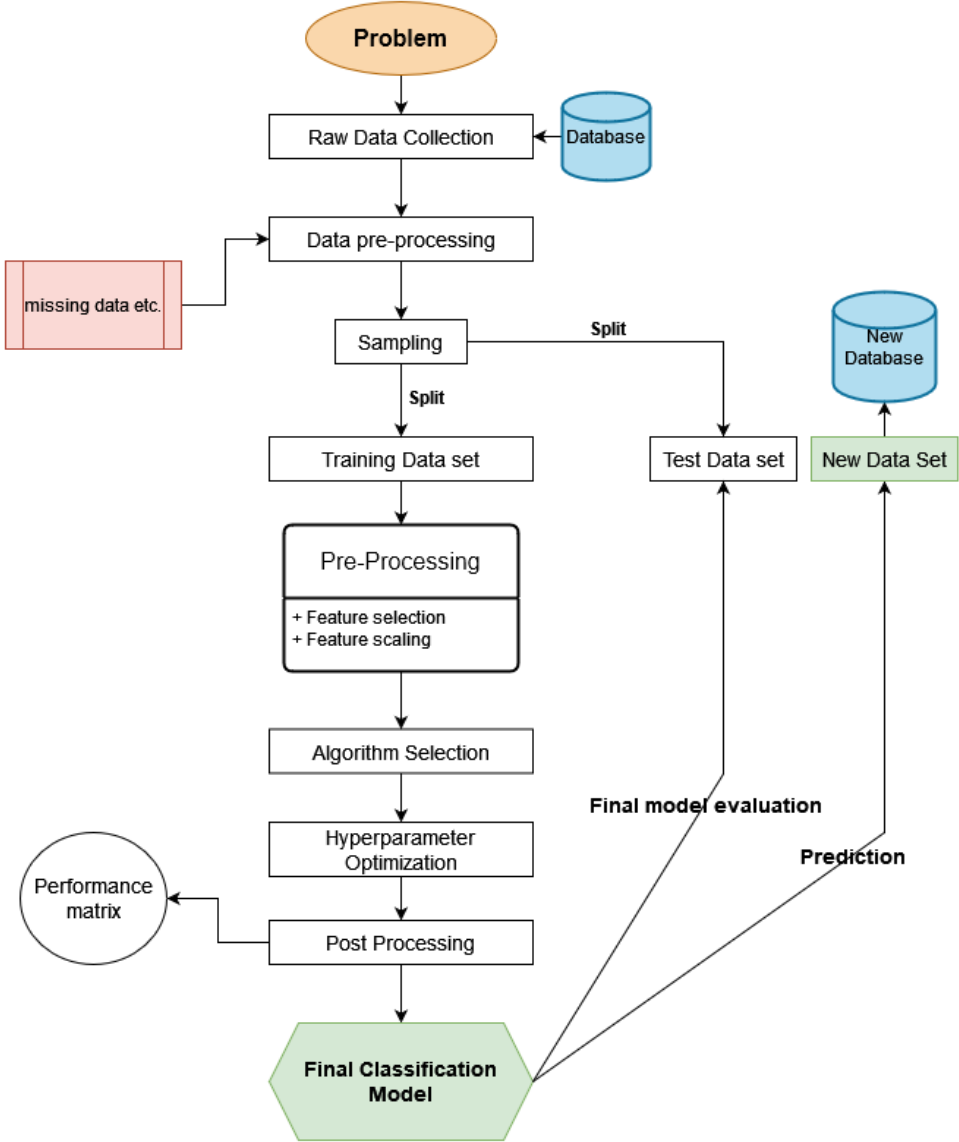 Problem
Raw Data Collection
Database
Data pre-processing
missing data etc.
Sampling
Split
Split
New
Database
Training Data set
Test Data set
New Data Set
Pre-Processing
+ Feature selection
+ Feature scaling
Algorithm Selection
Final model evaluation
Hyperparameter
Optimization
Prediction
Performance
matrix
Post Processing
Final Classification
Model